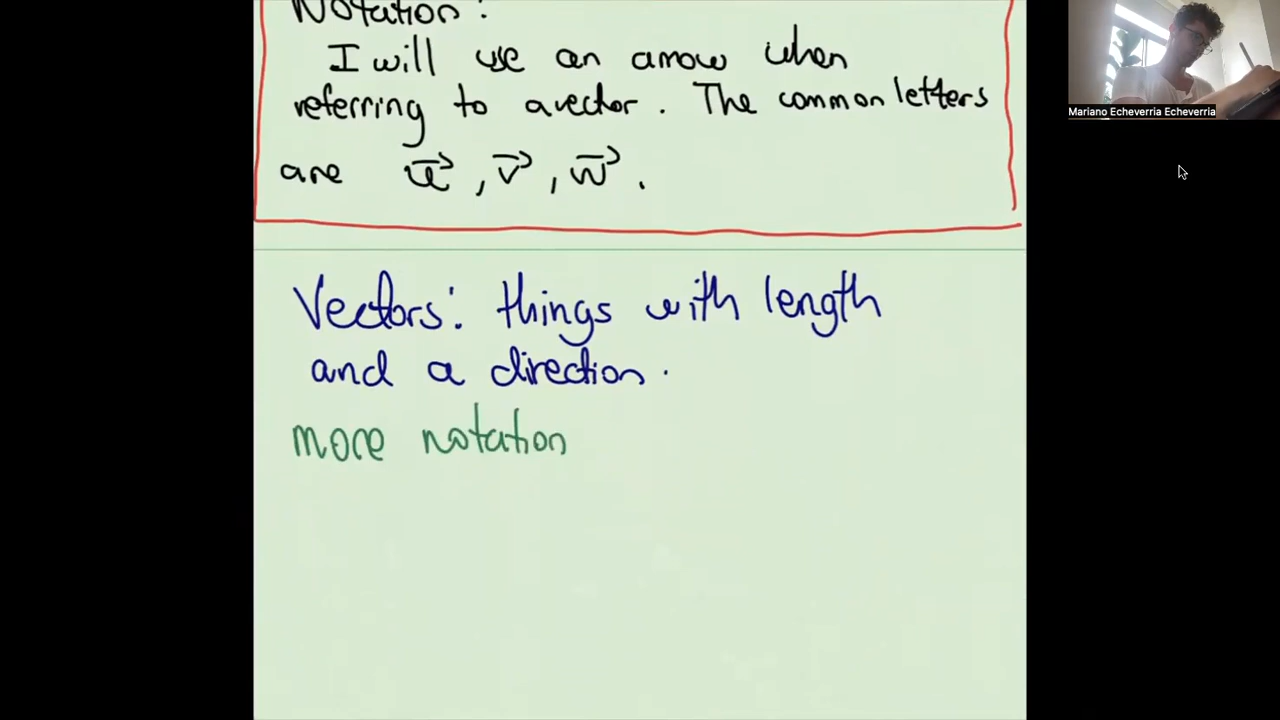 Notation:
I will use an arrow when
referring to a vector. The common letters
are u⃗, v⃗, w⃗.
Vectors: things with length
and a direction.
more notation
Mariano Echeverria Echeverria